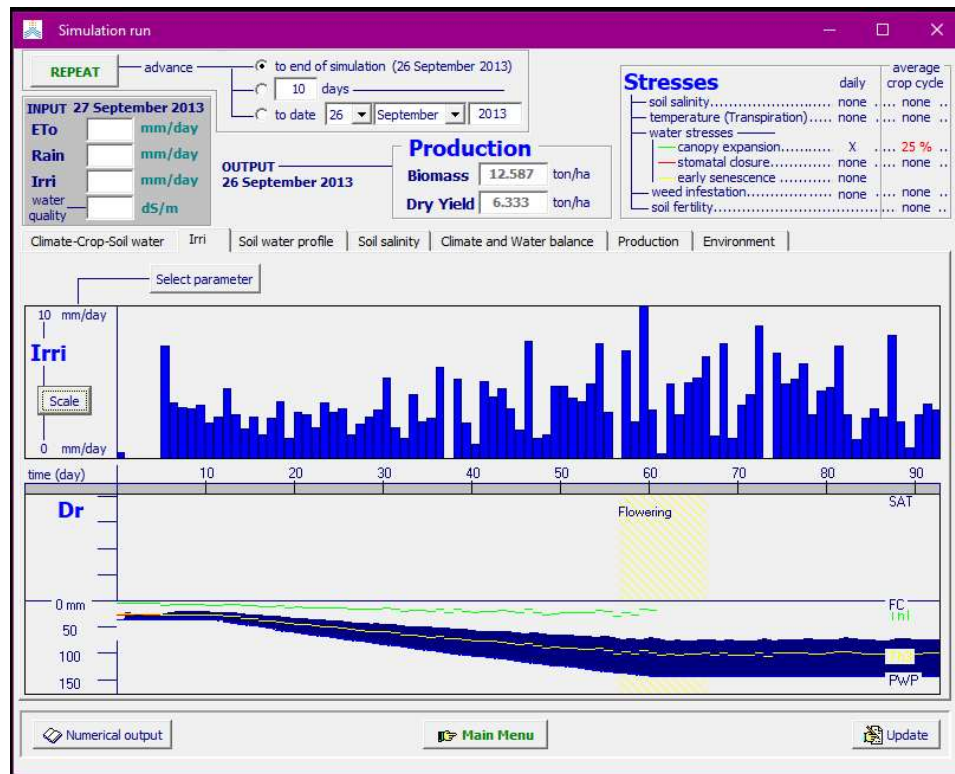 Simulation run
REPEAT
advance
to end of simulation (26 September 2013)
10 days
to date 26 September 2013
INPUT 27 September 2013
ETo mm/day
Rain mm/day
Irri mm/day
water quality dS/m
OUTPUT
26 September 2013
Production
Biomass 12.587 ton/ha
Dry Yield 6.333 ton/ha
Stresses daily average crop cycle
soil salinity............................ none .... none ..
temperature (Transpiration)..... none .... none ..
water stresses
canopy expansion................. X .... 25 % ..
stomatal closure.................. none .... none ..
early senescence none
weed infestation.................... none .... none ..
soil fertility........................................... none ..
Climate-Crop-Soil water Irri Soil water profile Soil salinity Climate and Water balance Production Environment
Select parameter
10 mm/day
Irri
Scale
0 mm/day
time (day) 10 20 30 40 50 60 70 80 90
Dr
SAT
Flowering
0 mm
FC
50
100
PWP
150
Numerical output
Main Menu
Update